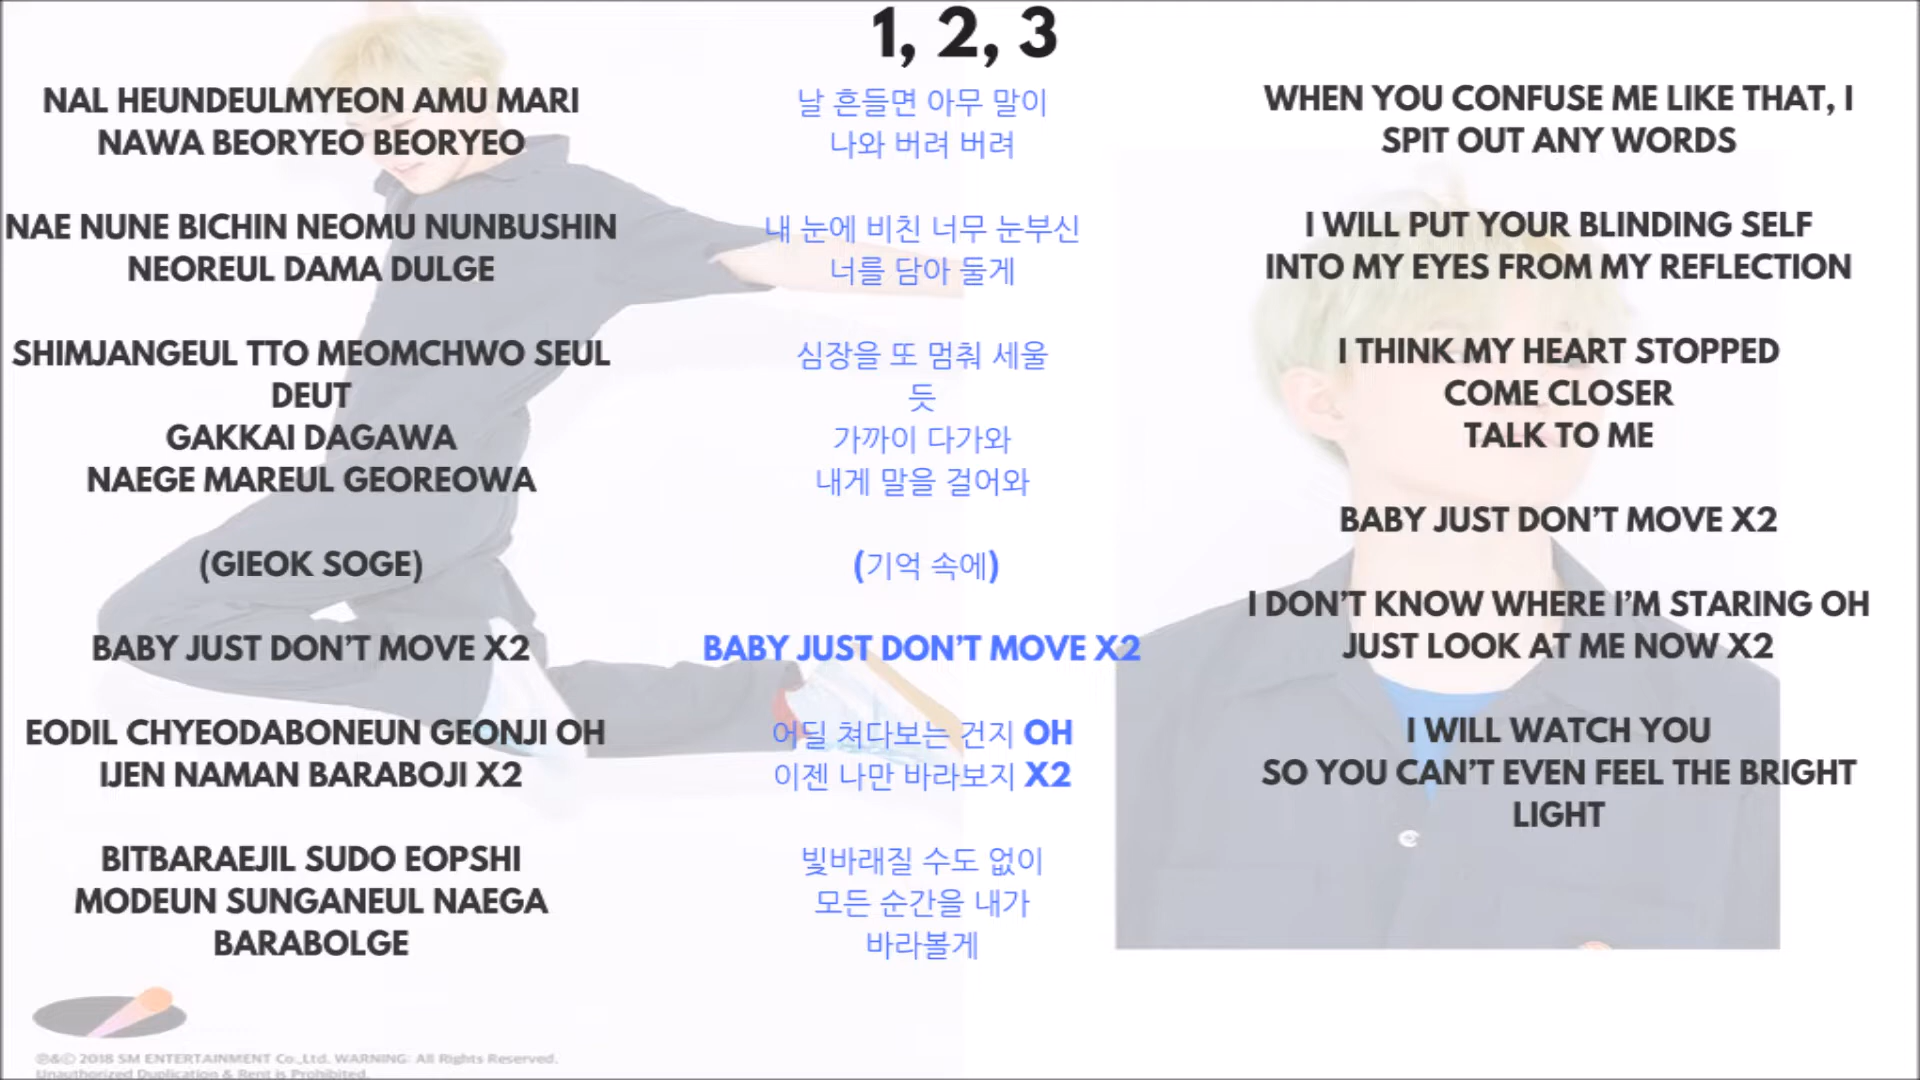 1, 2, 3
NAL HEUNDEULMYEON AMU MARI
NAWA BEORYEO BEORYEO
NAE NUNE BICHIN NEOMU NUNBUSHIN
NEOREUL DAMA DULGE
SHIMJANGEUL TTO MEOMCHWO SEUL
DEUT
GAKKAI DAGAWA
NAEGE MAREUL GEOREOWA
(GIEOK SOGE)
BABY JUST DON'T MOVE X2
EODIL CHYEODABONEUN GEONJI OH
IJEN NAMAN BARABOJI X2
BITBARAEJIL SUDO EOPSHI
MODEUN SUNGANEUL NAEGA
BARABOLGE
날 흔들면 아무 말이
나와 버려 버려
내 눈에 비친 너무 눈부신
너를 담아 둘게
심장을 또 멈춰 세울
듯
가까이 다가와
내게 말을 걸어와
(기억 속에)
BABY JUST DON'T MOVE X2
어딜 쳐다보는 건지 OH
이젠 나만 바라보지 X2
빛바래질 수도 없이
모든 순간을 내가
바라볼게
WHEN YOU CONFUSE ME LIKE THAT, I
SPIT OUT ANY WORDS
I WILL PUT YOUR BLINDING SELF
INTO MY EYES FROM MY REFLECTION
I THINK MY HEART STOPPED
COME CLOSER
TALK TO ME
BABY JUST DON'T MOVE X2
I DON'T KNOW WHERE I'M STARING OH
JUST LOOK AT ME NOW X2
I WILL WATCH YOU
SO YOU CAN'T EVEN FEEL THE BRIGHT
LIGHT
℗&© 2018 SM ENTERTAINMENT Co.,Ltd. WARNING: All Rights Reserved.
Unauthorized Duplication & Rent is Prohibited.